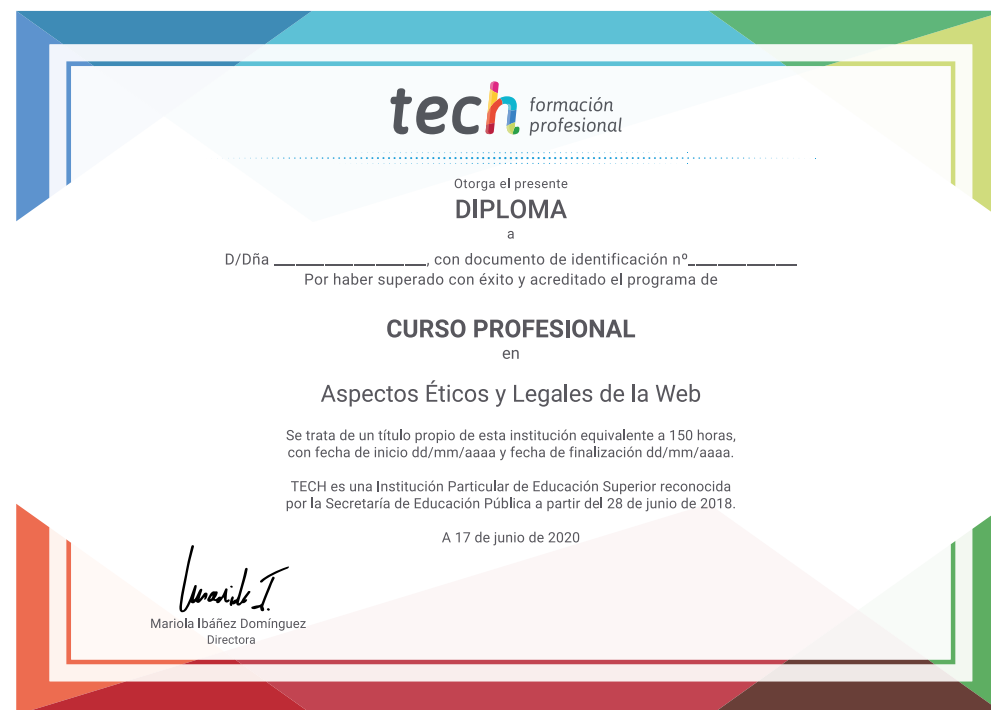 tech formación
profesional
Otorga el presente
DIPLOMA
a
D/Dña ______________, con documento de identificación nº__________
Por haber superado con éxito y acreditado el programa de
CURSO PROFESIONAL
en
Aspectos Éticos y Legales de la Web
Se trata de un título propio de esta institución equivalente a 150 horas,
con fecha de inicio dd/mm/aaaa y fecha de finalización dd/mm/aaaa.
TECH es una Institución Particular de Educación Superior reconocida
por la Secretaría de Educación Pública a partir del 28 de junio de 2018.
A 17 de junio de 2020
Mariola I.
Mariola Ibáñez Domínguez
Directora